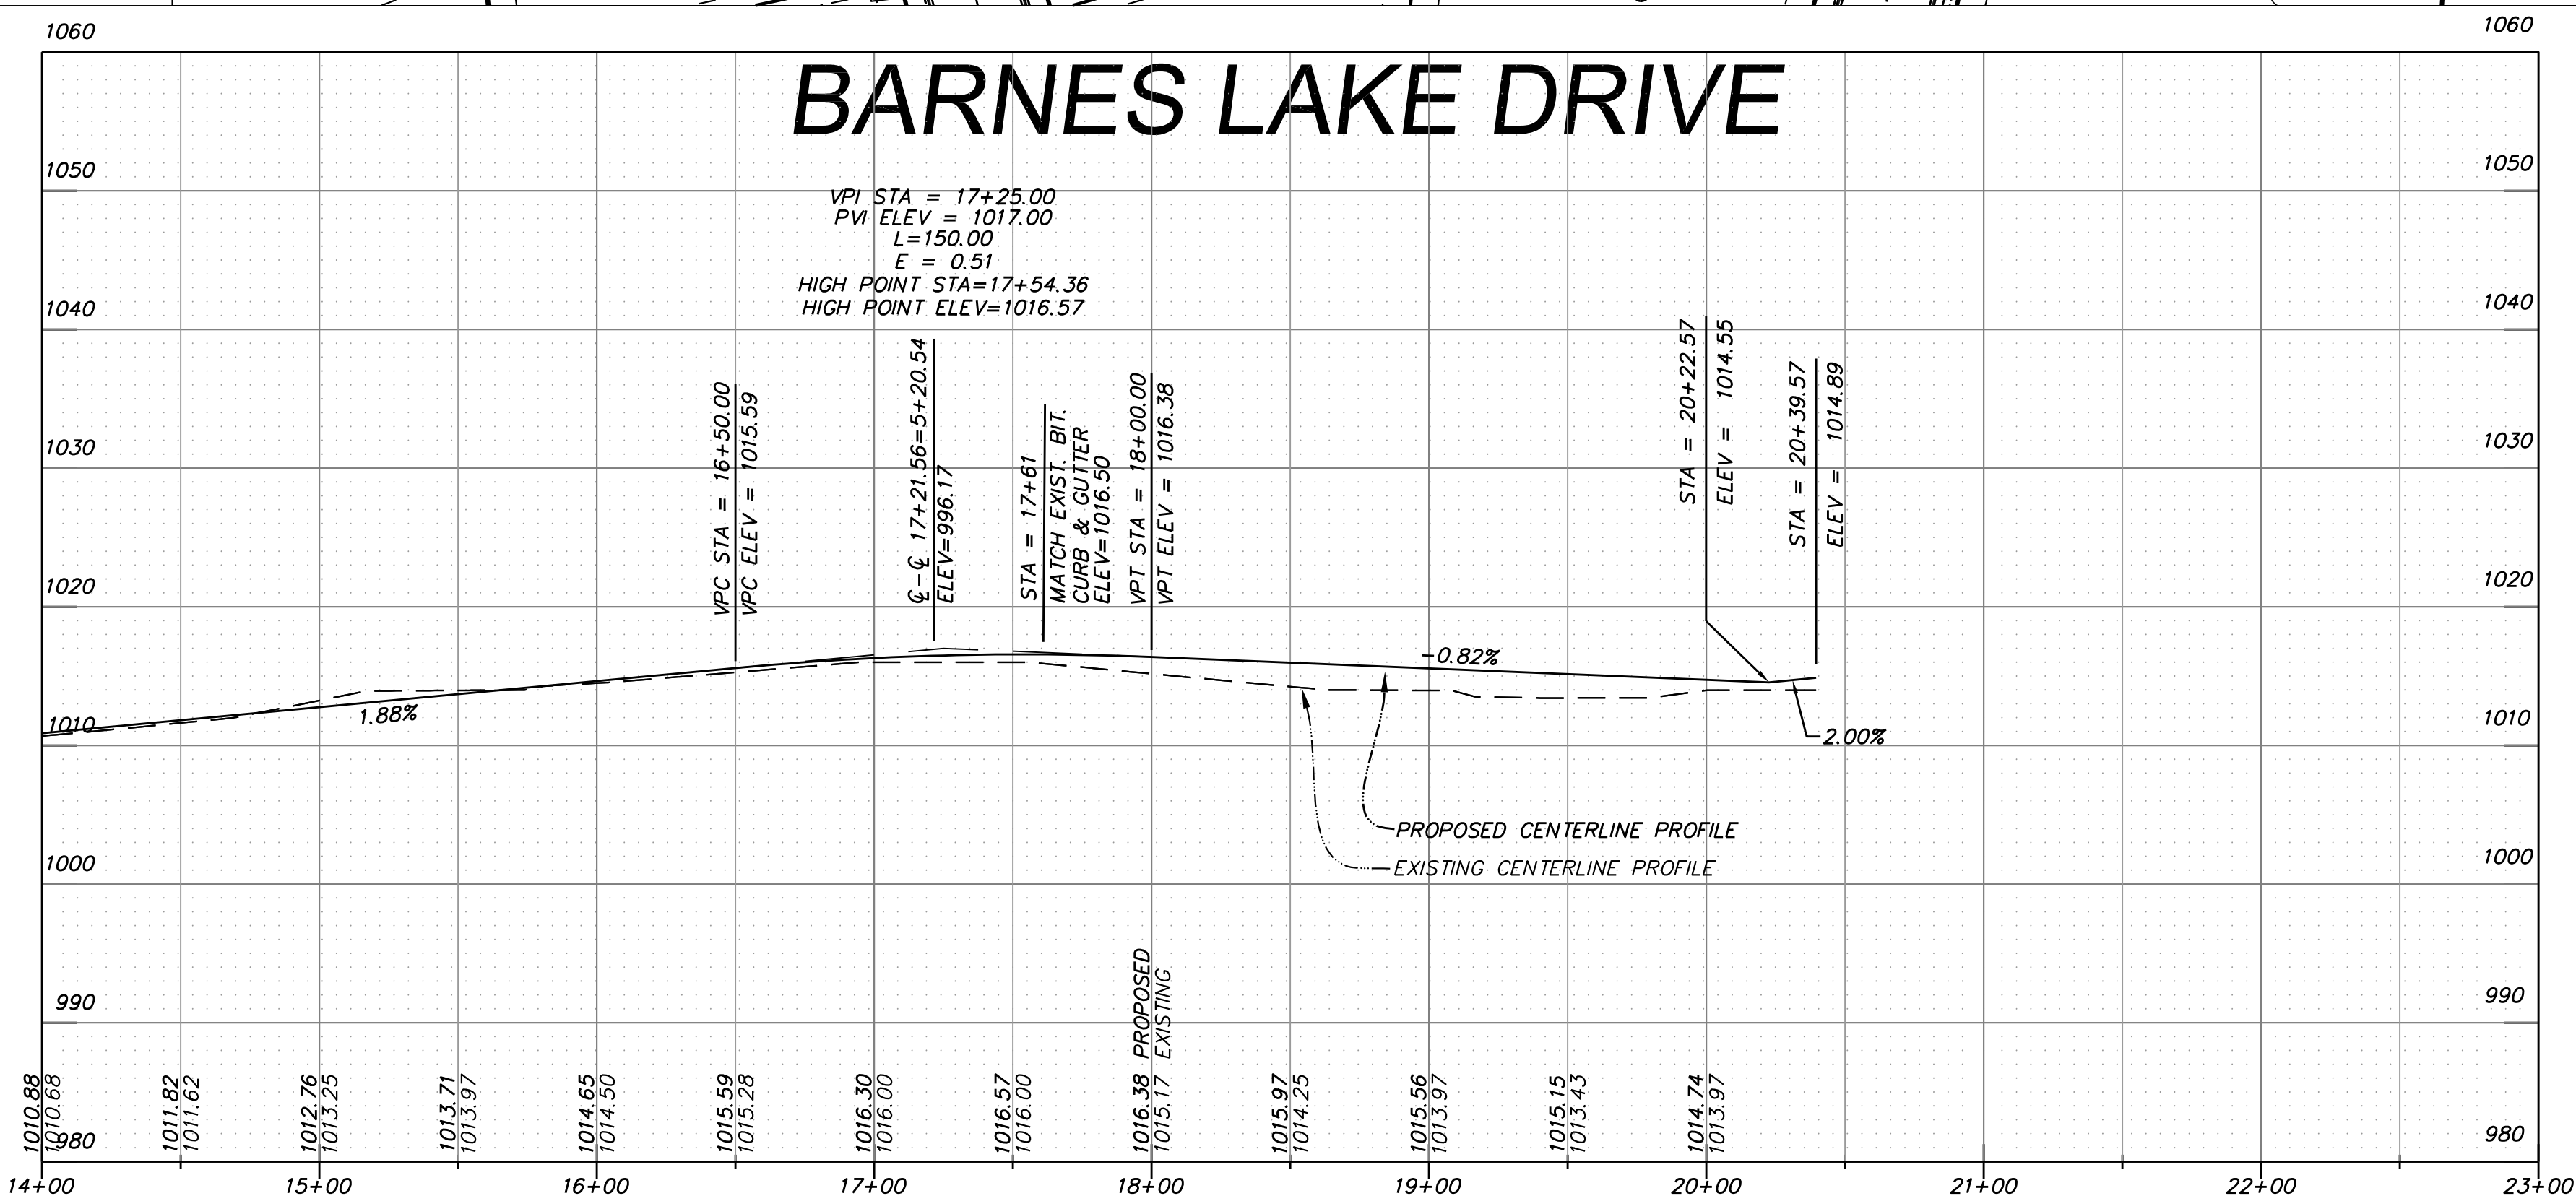 1060
1060
BARNES LAKE DRIVE
1050
1050
VPI STA = 17+25.00
PVI ELEV = 1017.00
L=150.00
E = 0.51
HIGH POINT STA=17+54.36
HIGH POINT ELEV=1016.57
1040
1040
VPC STA = 16+50.00
VPC ELEV = 1015.59
℄-℄ 17+21.56=5+20.54
ELEV=996.17
STA = 17+61
MATCH EXIST. BIT.
CURB & GUTTER
ELEV=1016.50
VPT STA = 18+00.00
VPT ELEV = 1016.38
STA = 20+22.57
ELEV = 1014.55
STA = 20+39.57
ELEV = 1014.89
1030
1030
1020
1020
-0.82%
1.88%
2.00%
1010
1010
PROPOSED CENTERLINE PROFILE
EXISTING CENTERLINE PROFILE
1000
1000
PROPOSED
EXISTING
990
990
1010.88
1010.68
1011.82
1011.62
1012.76
1013.25
1013.71
1013.97
1014.65
1014.50
1015.59
1015.28
1016.30
1016.00
1016.57
1016.00
1016.38
1015.17
1015.97
1014.25
1015.56
1013.97
1015.15
1013.43
1014.74
1013.97
980
980
14+00
15+00
16+00
17+00
18+00
19+00
20+00
21+00
22+00
23+00